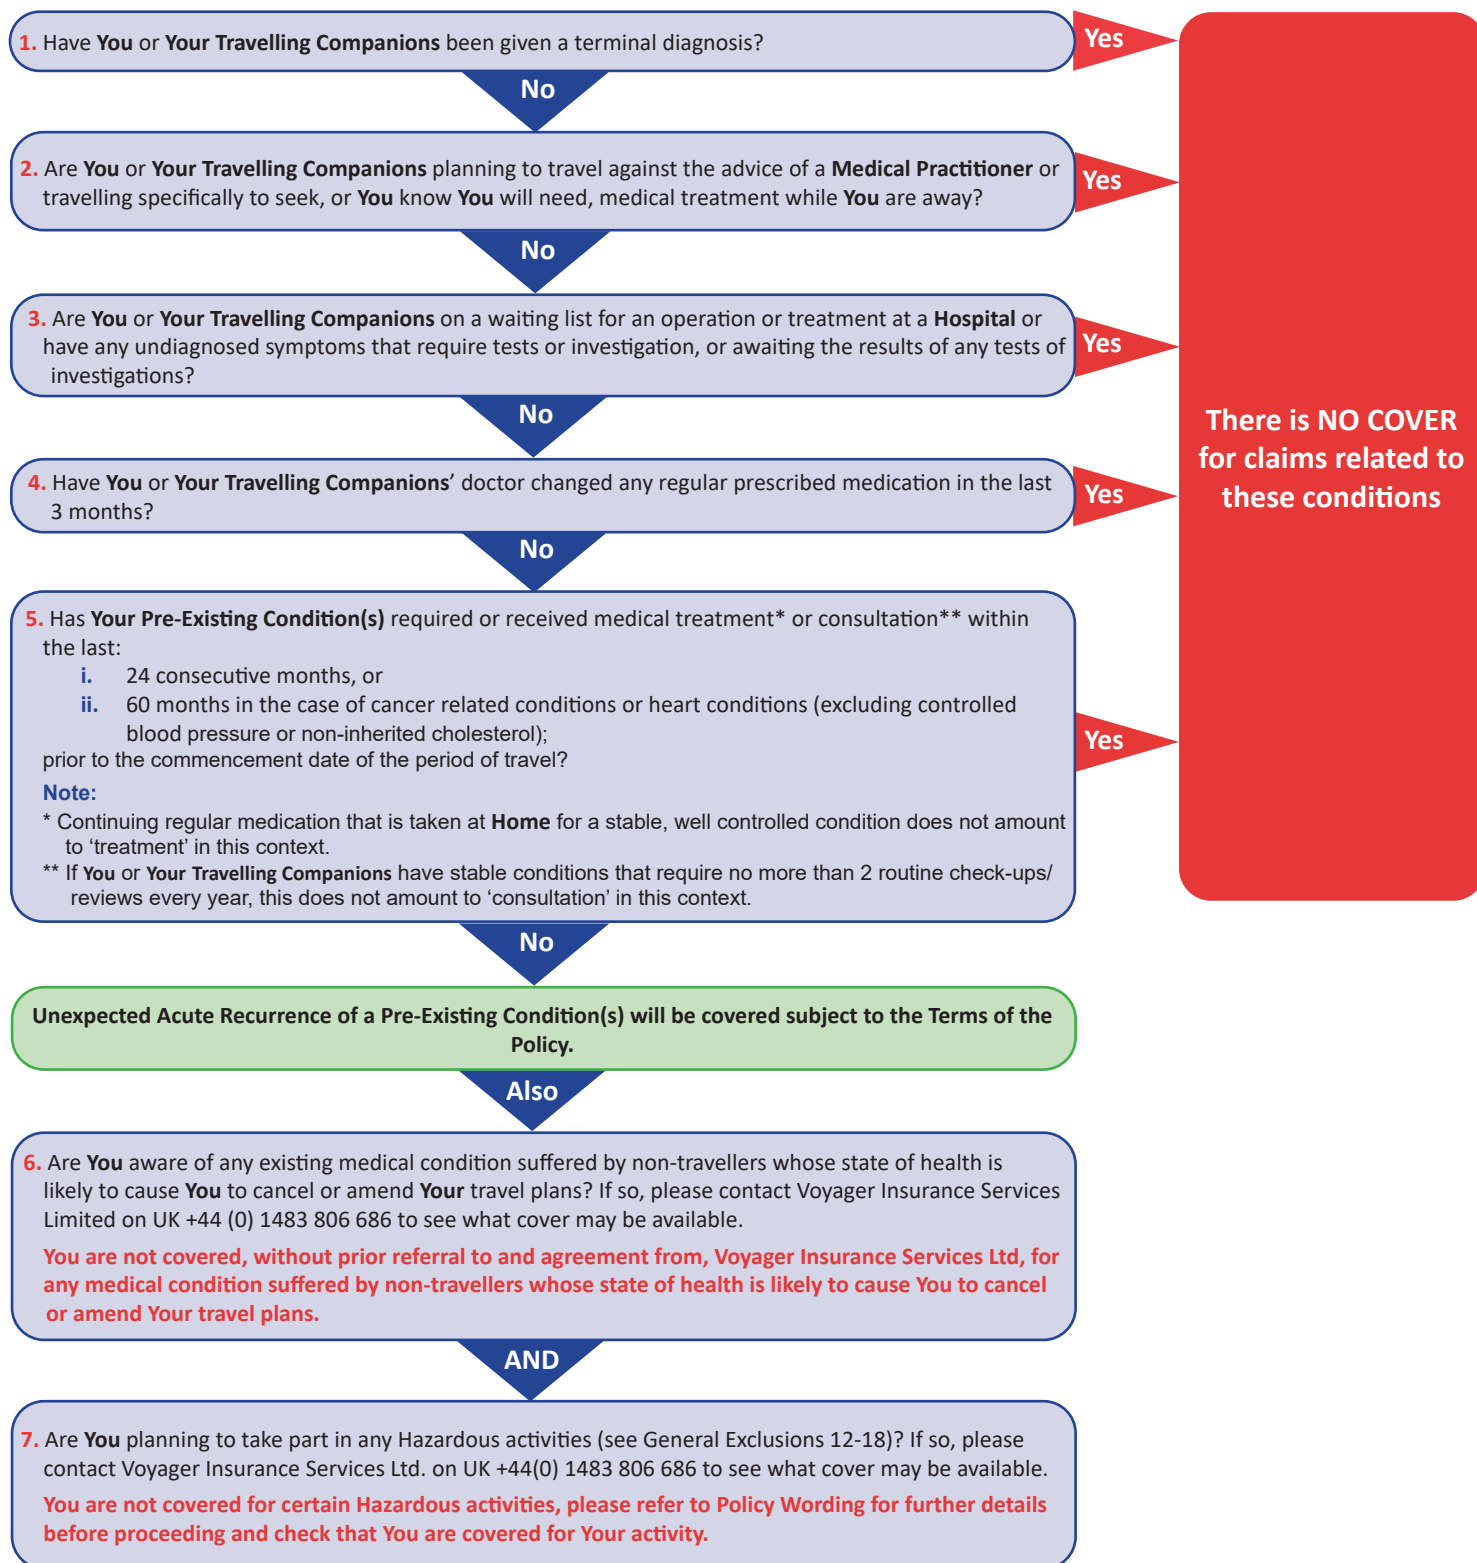 1. Have You or Your Travelling Companions been given a terminal diagnosis?
Yes
No
2. Are You or Your Travelling Companions planning to travel against the advice of a Medical Practitioner or
travelling specifically to seek, or You know You will need, medical treatment while You are away?
Yes
No
3. Are You or Your Travelling Companions on a waiting list for an operation or treatment at a Hospital or
have any undiagnosed symptoms that require tests or investigation, or awaiting the results of any tests of
investigations?
Yes
No
4. Have You or Your Travelling Companions’ doctor changed any regular prescribed medication in the last
3 months?
Yes
No
5. Has Your Pre-Existing Condition(s) required or received medical treatment* or consultation** within
the last:
i. 24 consecutive months, or
ii. 60 months in the case of cancer related conditions or heart conditions (excluding controlled
blood pressure or non-inherited cholesterol);
prior to the commencement date of the period of travel?
Note:
* Continuing regular medication that is taken at Home for a stable, well controlled condition does not amount
to ‘treatment’ in this context.
** If You or Your Travelling Companions have stable conditions that require no more than 2 routine check-ups/
reviews every year, this does not amount to ‘consultation’ in this context.
Yes
There is NO COVER
for claims related to
these conditions
No
Unexpected Acute Recurrence of a Pre-Existing Condition(s) will be covered subject to the Terms of the
Policy.
Also
6. Are You aware of any existing medical condition suffered by non-travellers whose state of health is
likely to cause You to cancel or amend Your travel plans? If so, please contact Voyager Insurance Services
Limited on UK +44 (0) 1483 806 686 to see what cover may be available.
You are not covered, without prior referral to and agreement from, Voyager Insurance Services Ltd, for
any medical condition suffered by non-travellers whose state of health is likely to cause You to cancel
or amend Your travel plans.
AND
7. Are You planning to take part in any Hazardous activities (see General Exclusions 12-18)? If so, please
contact Voyager Insurance Services Ltd. on UK +44(0) 1483 806 686 to see what cover may be available.
You are not covered for certain Hazardous activities, please refer to Policy Wording for further details
before proceeding and check that You are covered for Your activity.